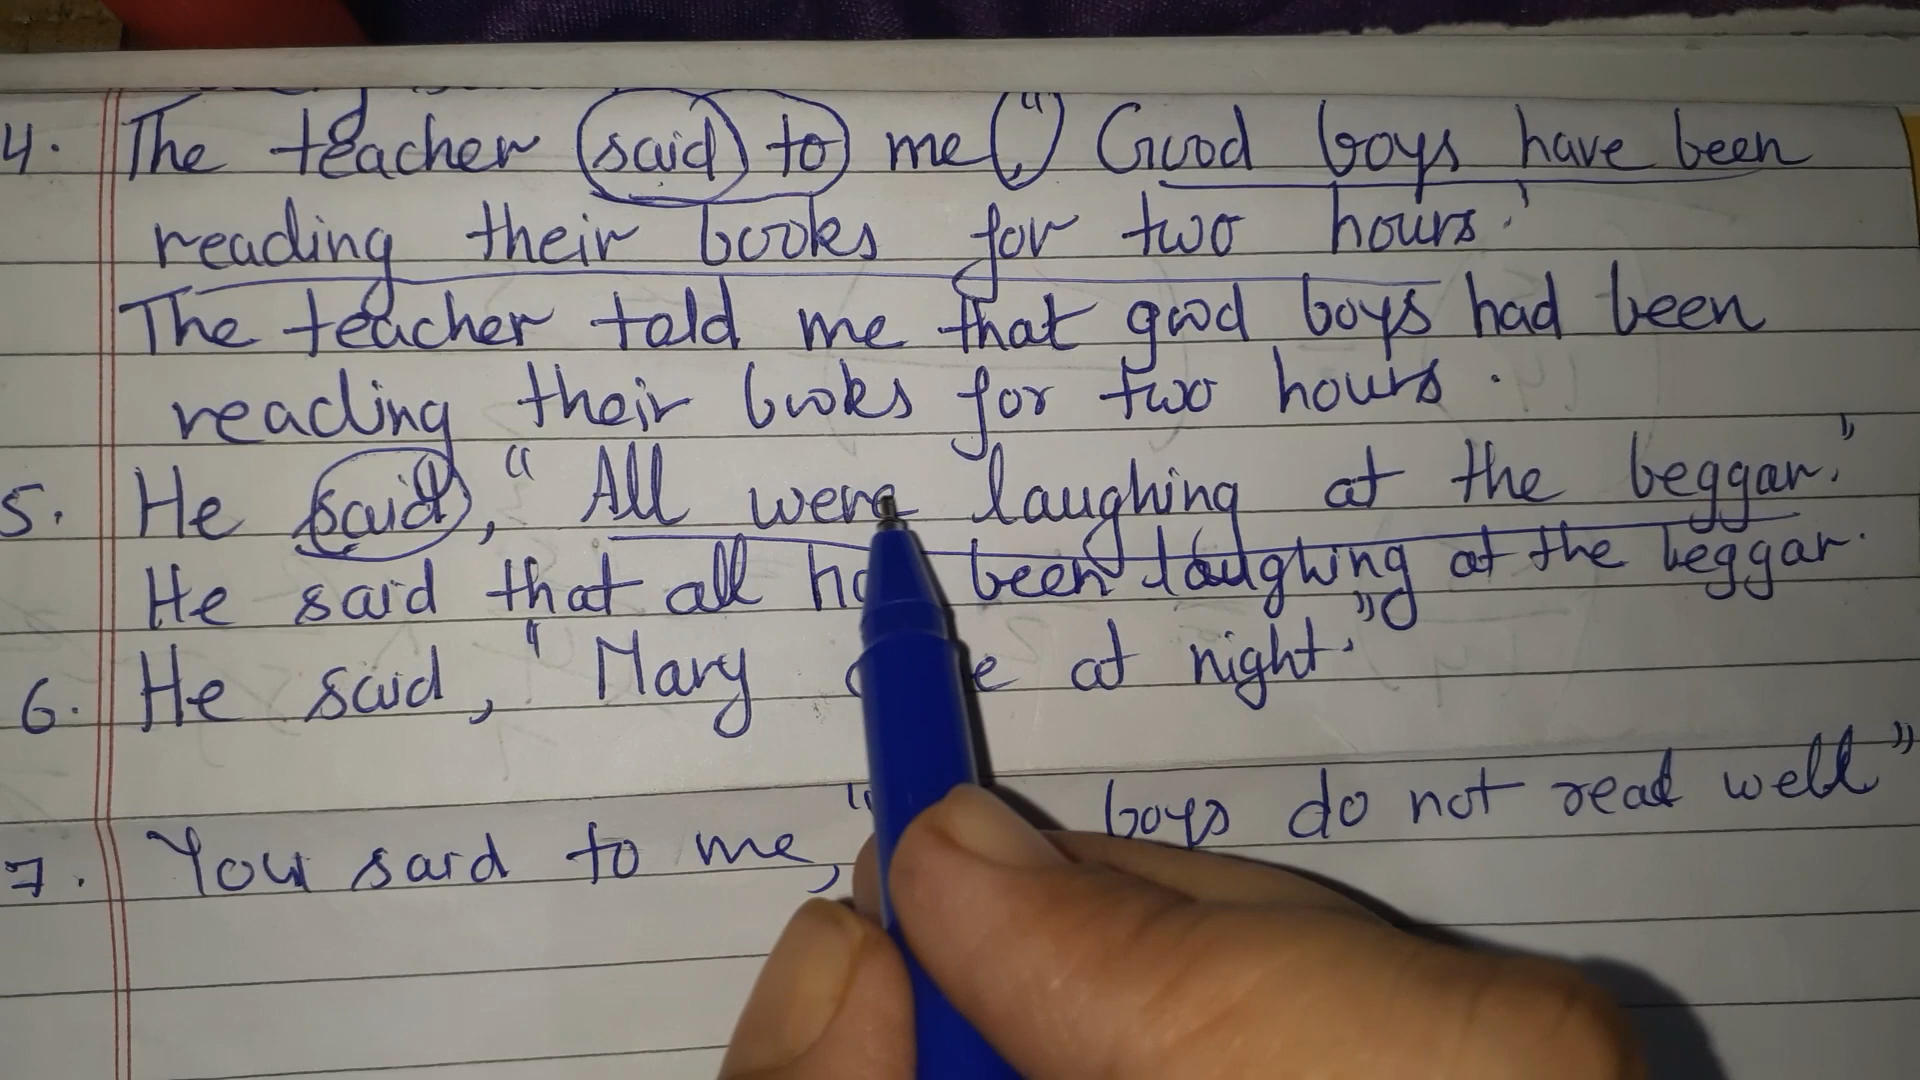 4. The teacher said to me, " Good boys have been
reading their books for two hours."
The teacher told me that good boys had been
reading their books for two hours.
5. He said, " All were laughing at the beggar."
He said that all been laughing at the beggar.
6. He said, " Mary at night."
7. You said to me, " boys do not read well"